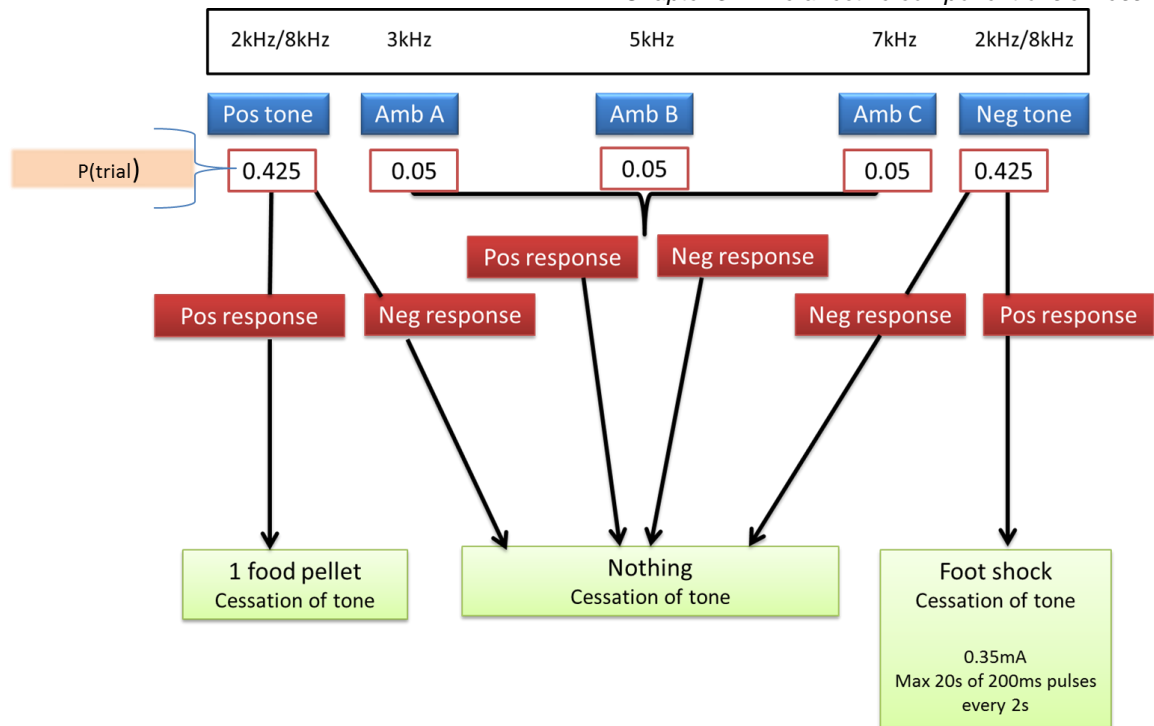 2kHz/8kHz 3kHz 5kHz 7kHz 2kHz/8kHz
Pos tone Amb A Amb B Amb C Neg tone
P(trial) 0.425 0.05 0.05 0.05 0.425
Pos response Neg response
Pos response Neg response Neg response Pos response
1 food pellet
Cessation of tone
Nothing
Cessation of tone
Foot shock
Cessation of tone
0.35mA
Max 20s of 200ms pulses
every 2s